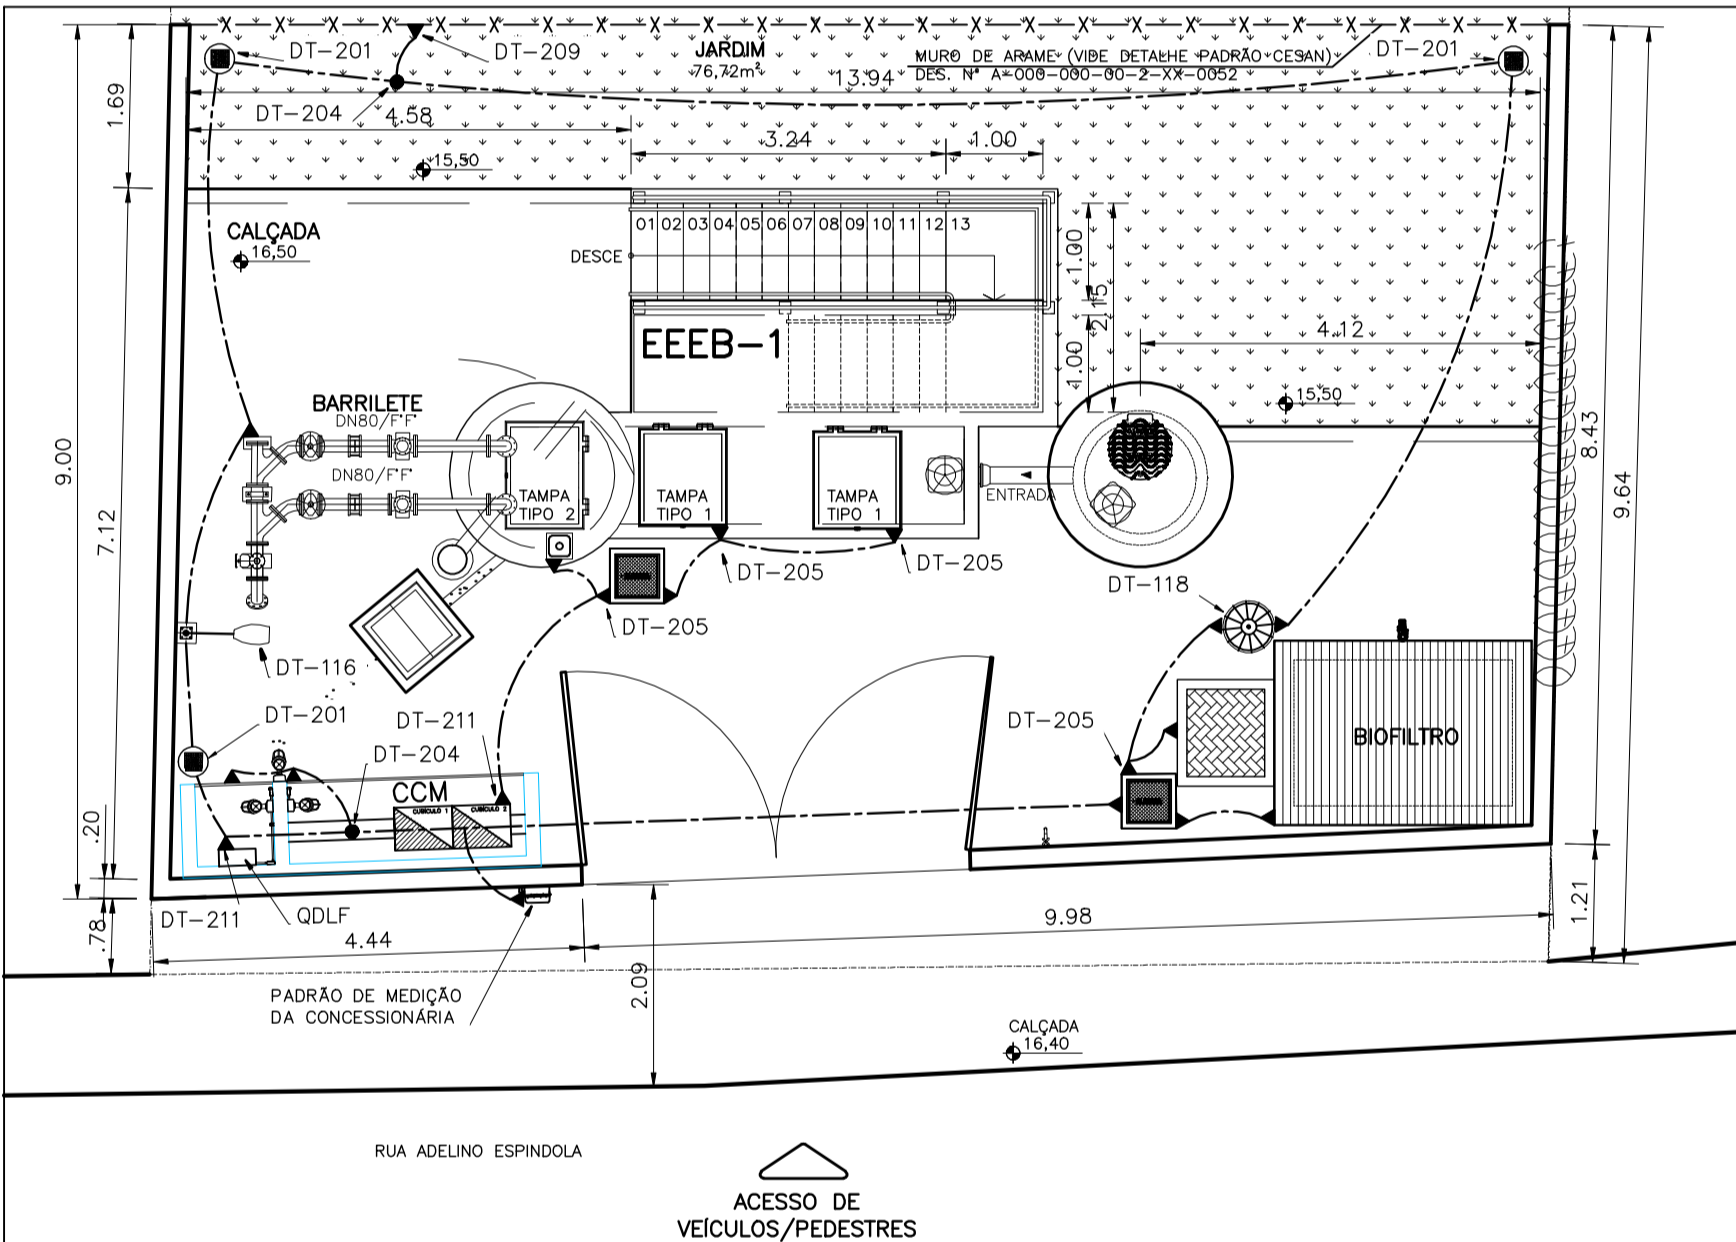 DT-201
DT-209
JARDIM
76,72m²
MURO DE ARAME (VIDE DETALHE PADRÃO CESAN)
DES. Nº A-000-000-00-2-XX-0052
DT-201
13.94
DT-204
4.58
1.69
3.24
1.00
15,50
CALÇADA
16,50
01 02 03 04 05 06 07 08 09 10 11 12 13
DESCE
1.00
2.15
1.00
4.12
EEEB-1
15,50
BARRILETE
DN80/FºFº
DN80/FºFº
9.00
7.12
8.43
9.64
TAMPA
TIPO 2
TAMPA
TIPO 1
TAMPA
TIPO 1
ENTRADA
DT-205
DT-205
DT-118
DT-205
DT-116
DT-201
DT-211
DT-204
DT-205
BIOFILTRO
CCM
CUBÍCULO 1
CUBÍCULO 2
.20
DT-211
QDLF
.78
4.44
9.98
1.21
2.09
PADRÃO DE MEDIÇÃO
DA CONCESSIONÁRIA
CALÇADA
16,40
RUA ADELINO ESPINDOLA
ACESSO DE
VEÍCULOS/PEDESTRES